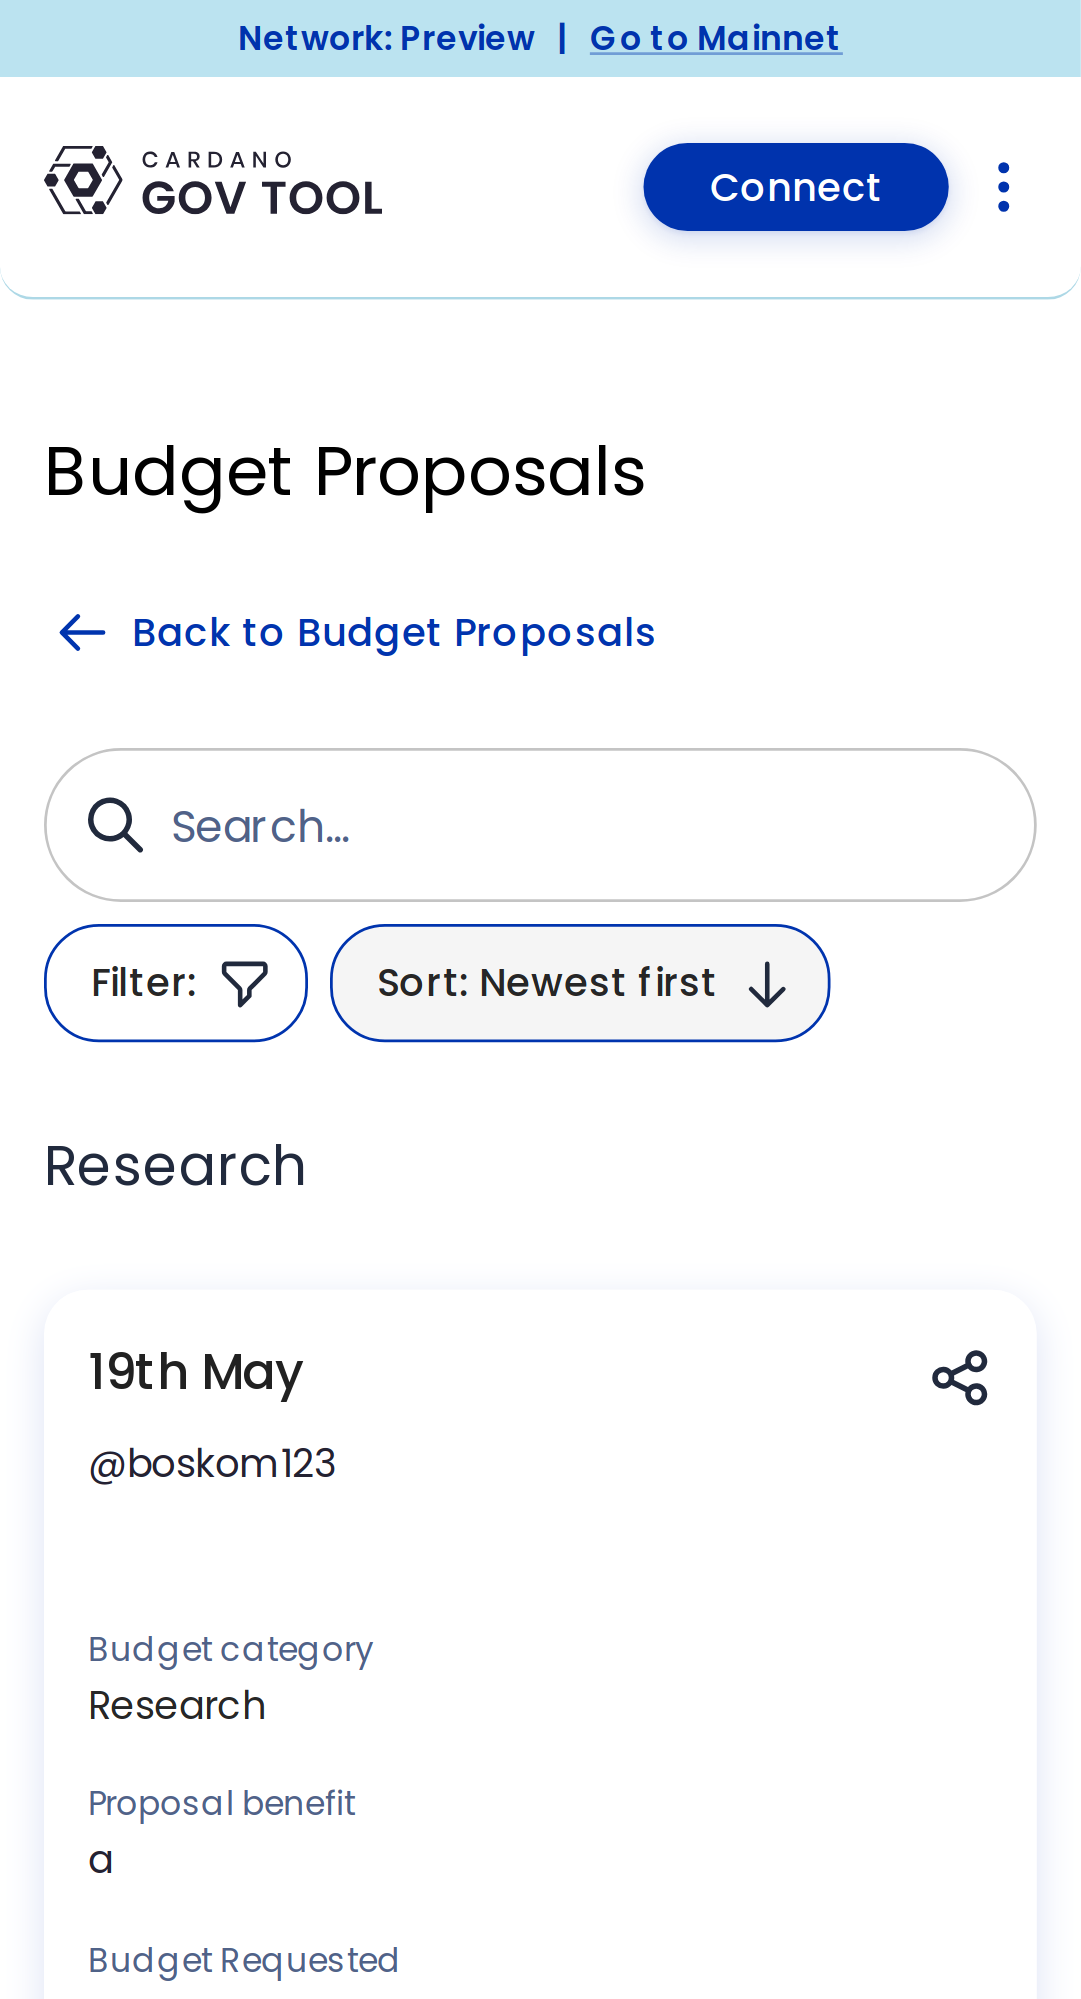 Network: Preview | Go to Mainnet
CARDANO
GOV TOOL
Connect
Budget Proposals
Back to Budget Proposals
Search...
Filter:
Sort: Newest first
Research
19th May
@boskom123
Budget category
Research
Proposal benefit
a
Budget Requested